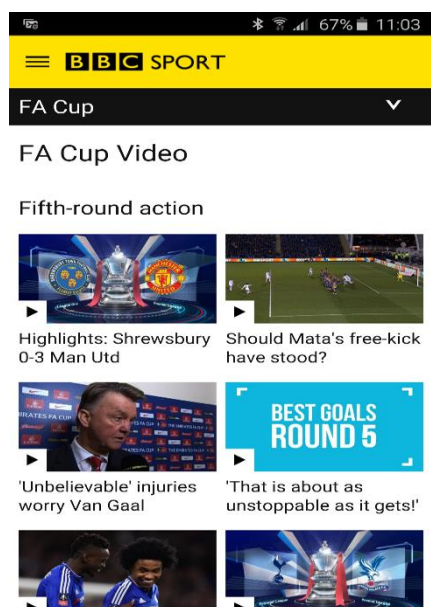 67% 11:03
BBC SPORT
FA Cup
FA Cup Video
Fifth-round action
Highlights: Shrewsbury
0-3 Man Utd
Should Mata's free-kick
have stood?
'Unbelievable' injuries
worry Van Gaal
BEST GOALS
ROUND 5
'That is about as
unstoppable as it gets!'